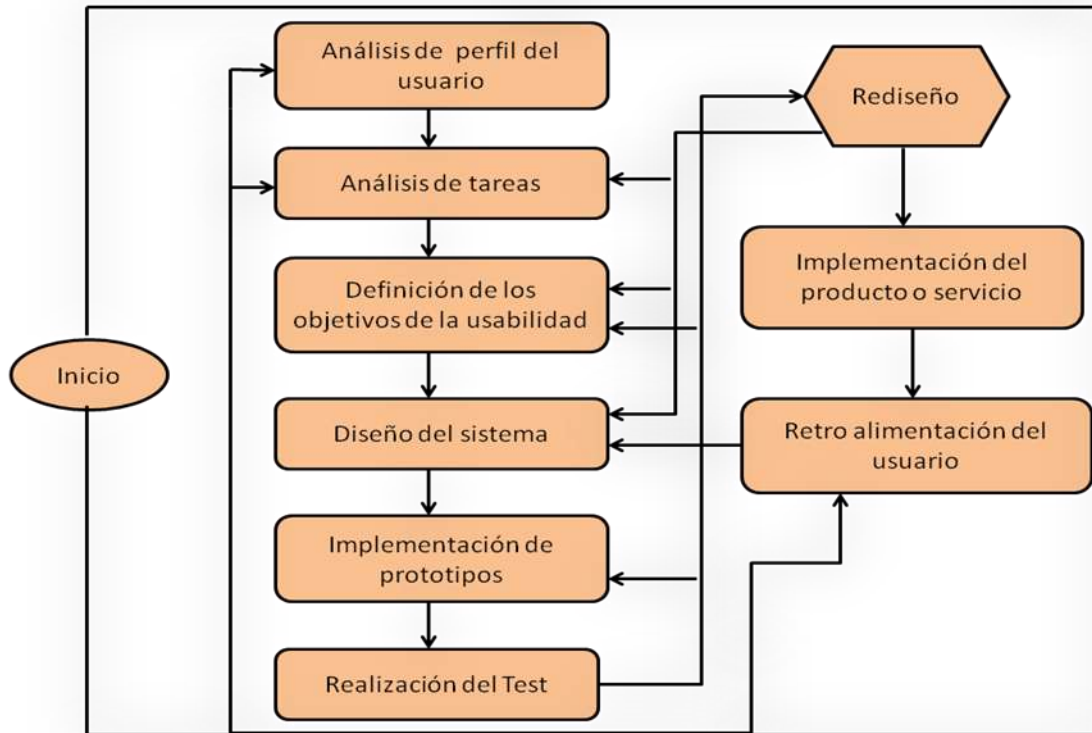 Análisis de perfil del
usuario
Rediseño
Análisis de tareas
Implementación del
producto o servicio
Definición de los
objetivos de la usabilidad
Inicio
Diseño del sistema
Retro alimentación del
usuario
Implementación de
prototipos
Realización del Test